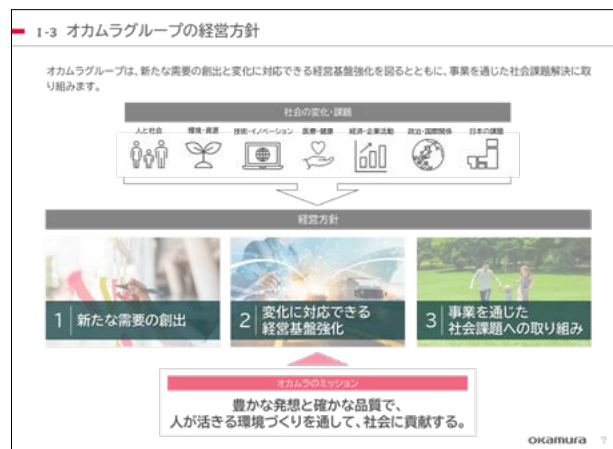 I-3 オカムラグループの経営方針
オカムラグループは、新たな需要の創出と変化に対応できる経営基盤強化を図るとともに、事業を通じた社会課題解決に取
り組みます。
社会の変化・課題
人と社会
環境・資源
技術・イノベーション
医療・健康
経済・企業活動
政治・国際関係
日本の課題
経営方針
1 新たな需要の創出
2 変化に対応できる
経営基盤強化
3 事業を通じた
社会課題への取り組み
オカムラのミッション
豊かな発想と確かな品質で、
人が活きる環境づくりを通して、社会に貢献する。
okamura 7